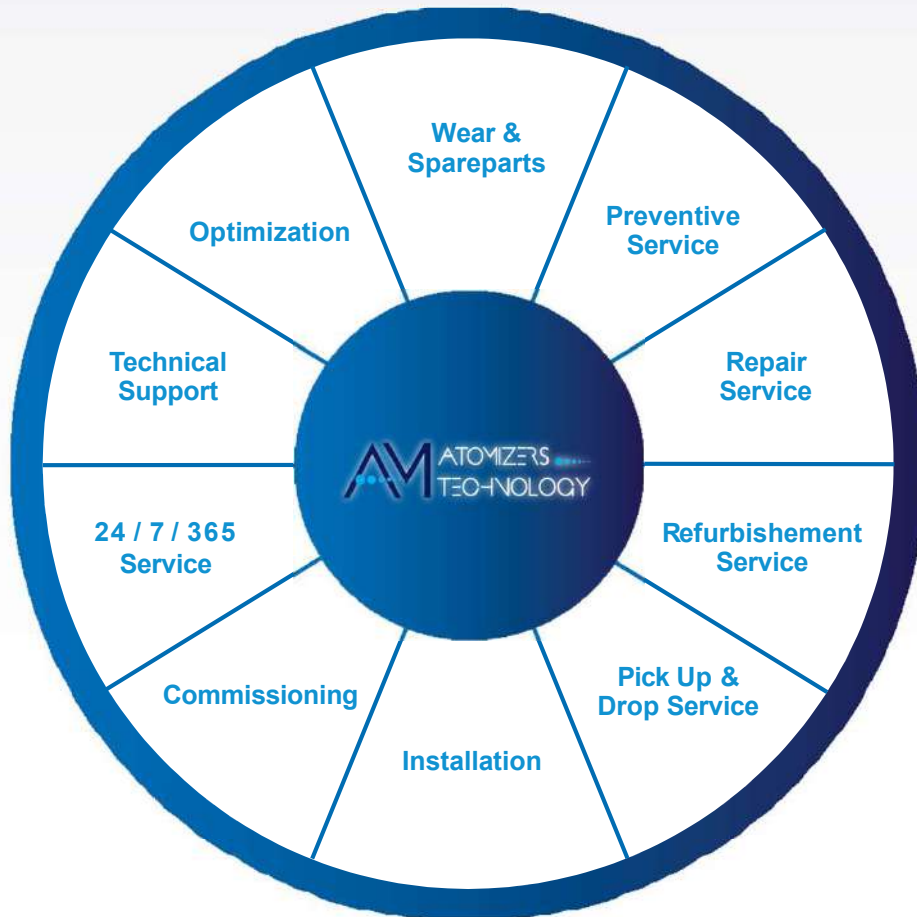 Wear &
Spareparts
Preventive
Service
Repair
Service
Refurbishement
Service
Pick Up &
Drop Service
Installation
Commissioning
24 / 7 / 365
Service
Technical
Support
Optimization
AM ATOMIZERS
TECHNOLOGY